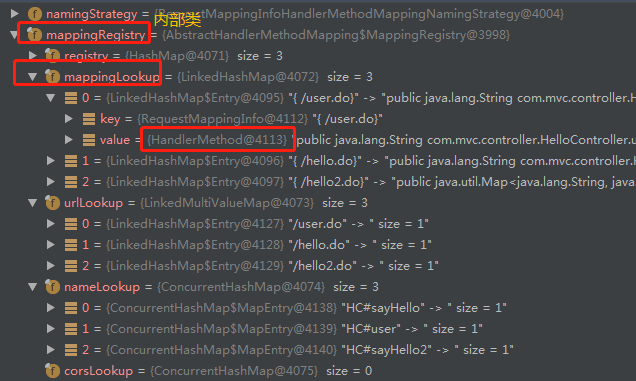 namingStrategy = {RequestMappingInfoHandlerMethodMappingNamingStrategy@4004}
内部类
mappingRegistry = {AbstractHandlerMethodMapping$MappingRegistry@3998}
registry = {HashMap@4071} size = 3
mappingLookup = {LinkedHashMap@4072} size = 3
0 = {LinkedHashMap$Entry@4095} "{ /user.do}" -> "public java.lang.String com.mvc.controller.H
key = {RequestMappingInfo@4112} "{ /user.do}"
value = {HandlerMethod@4113} "public java.lang.String com.mvc.controller.HelloController.u
1 = {LinkedHashMap$Entry@4096} "{ /hello.do}" -> "public java.lang.String com.mvc.controller.
2 = {LinkedHashMap$Entry@4097} "{ /hello2.do}" -> "public java.util.Map<java.lang.String, java
urlLookup = {LinkedMultiValueMap@4073} size = 3
0 = {LinkedHashMap$Entry@4127} "/user.do" -> " size = 1"
1 = {LinkedHashMap$Entry@4128} "/hello.do" -> " size = 1"
2 = {LinkedHashMap$Entry@4129} "/hello2.do" -> " size = 1"
nameLookup = {ConcurrentHashMap@4074} size = 3
0 = {ConcurrentHashMap$MapEntry@4138} "HC#sayHello" -> " size = 1"
1 = {ConcurrentHashMap$MapEntry@4139} "HC#user" -> " size = 1"
2 = {ConcurrentHashMap$MapEntry@4140} "HC#sayHello2" -> " size = 1"
corsLookup = {ConcurrentHashMap@4075} size = 0